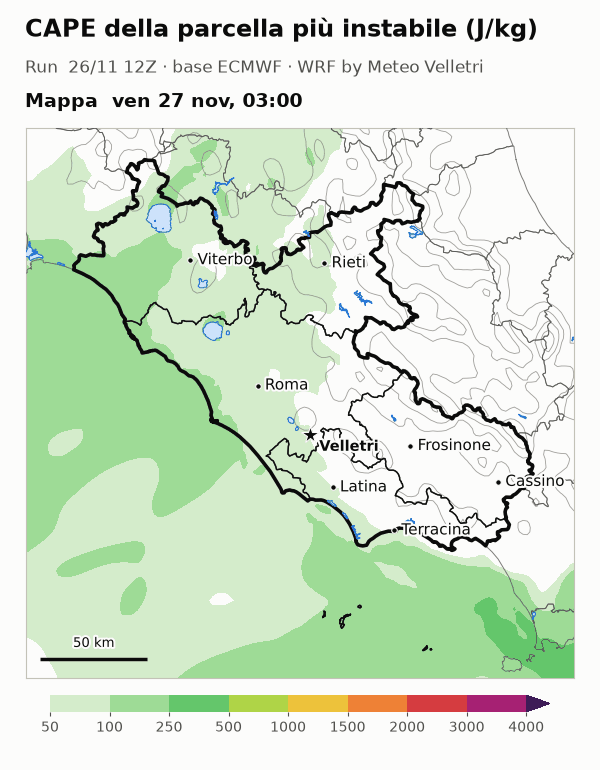 CAPE della parcella più instabile (J/kg)
Run  26/11 12Z · base ECMWF · WRF by Meteo Velletri
Mappa  ven 27 nov, 03:00
Viterbo
Rieti
Roma
Velletri
Frosinone
Cassino
Latina
Terracina
50 km
50 100 250 500 1000 1500 2000 3000 4000